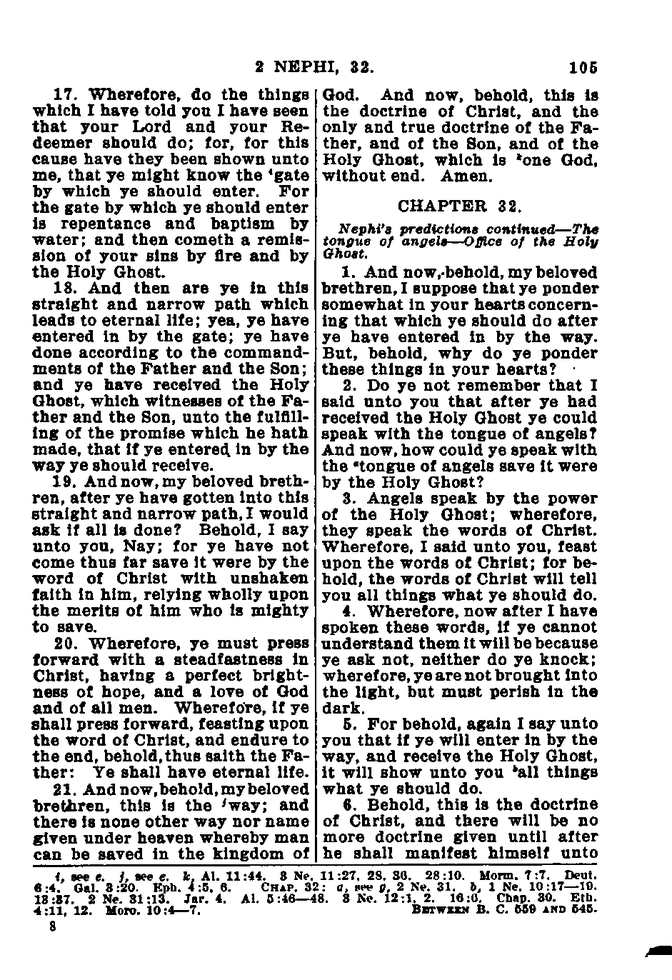 2 NEPHI, 32. 105
17. Wherefore, do the things
which I have told you I have seen
that your Lord and your Re-
deemer should do; for, for this
cause have they been shown unto
me, that ye might know the ⁱgate
by which ye should enter. For
the gate by which ye should enter
is repentance and baptism by
water; and then cometh a remis-
sion of your sins by fire and by
the Holy Ghost.
18. And then are ye in this
straight and narrow path which
leads to eternal life; yea, ye have
entered in by the gate; ye have
done according to the command-
ments of the Father and the Son;
and ye have received the Holy
Ghost, which witnesses of the Fa-
ther and the Son, unto the fulfill-
ing of the promise which he hath
made, that if ye entered in by the
way ye should receive.
19. And now, my beloved breth-
ren, after ye have gotten into this
straight and narrow path, I would
ask if all is done? Behold, I say
unto you, Nay; for ye have not
come thus far save it were by the
word of Christ with unshaken
faith in him, relying wholly upon
the merits of him who is mighty
to save.
20. Wherefore, ye must press
forward with a steadfastness in
Christ, having a perfect bright-
ness of hope, and a love of God
and of all men. Wherefore, if ye
shall press forward, feasting upon
the word of Christ, and endure to
the end, behold, thus saith the Fa-
ther: Ye shall have eternal life.
21. And now, behold, my beloved
brethren, this is the ʲway; and
there is none other way nor name
given under heaven whereby man
can be saved in the kingdom of
God. And now, behold, this is
the doctrine of Christ, and the
only and true doctrine of the Fa-
ther, and of the Son, and of the
Holy Ghost, which is ᵏone God,
without end. Amen.
CHAPTER 32.
Nephi's predictions continued—The
tongue of angels—Office of the Holy
Ghost.
1. And now, behold, my beloved
brethren, I suppose that ye ponder
somewhat in your hearts concern-
ing that which ye should do after
ye have entered in by the way.
But, behold, why do ye ponder
these things in your hearts?
2. Do ye not remember that I
said unto you that after ye had
received the Holy Ghost ye could
speak with the tongue of angels?
And now, how could ye speak with
the ᵃtongue of angels save it were
by the Holy Ghost?
3. Angels speak by the power
of the Holy Ghost; wherefore,
they speak the words of Christ.
Wherefore, I said unto you, feast
upon the words of Christ; for be-
hold, the words of Christ will tell
you all things what ye should do.
4. Wherefore, now after I have
spoken these words, if ye cannot
understand them it will be because
ye ask not, neither do ye knock;
wherefore, ye are not brought into
the light, but must perish in the
dark.
5. For behold, again I say unto
you that if ye will enter in by the
way, and receive the Holy Ghost,
it will show unto you ᵇall things
what ye should do.
6. Behold, this is the doctrine
of Christ, and there will be no
more doctrine given until after
he shall manifest himself unto
i, see e. j, see e. k, Al. 11:44. 3 Ne. 11:27, 28, 36. 28:10. Morm. 7:7. Deut.
6:4. Gal. 3:20. Eph. 4:5, 6. CHAP. 32: a, see g, 2 Ne. 31. b, 1 Ne. 10:17—19.
13:37. 2 Ne. 31:13. Jar. 4. Al. 5:46—48. 3 Ne. 12:1, 2. 16:6. Chap. 30. Eth.
4:11, 12. Moro. 10:4—7. BETWEEN B. C. 559 AND 545.
8